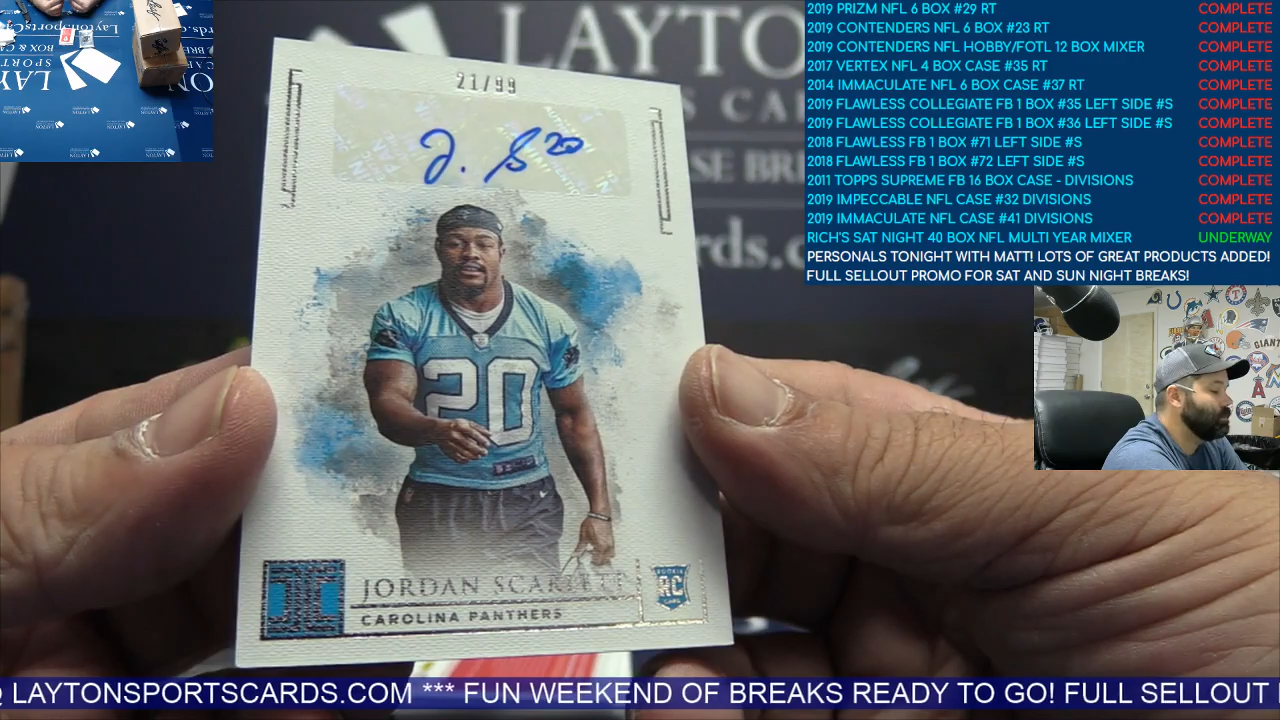 2019 PRIZM NFL 6 BOX #29 RT COMPLETE
2019 CONTENDERS NFL 6 BOX #23 RT COMPLETE
2019 CONTENDERS NFL HOBBY/FOTL 12 BOX MIXER COMPLETE
2017 VERTEX NFL 4 BOX CASE #35 RT COMPLETE
2014 IMMACULATE NFL 6 BOX CASE #37 RT COMPLETE
2019 FLAWLESS COLLEGIATE FB 1 BOX #35 LEFT SIDE #S COMPLETE
2019 FLAWLESS COLLEGIATE FB 1 BOX #36 LEFT SIDE #S COMPLETE
2018 FLAWLESS FB 1 BOX #71 LEFT SIDE #S COMPLETE
2018 FLAWLESS FB 1 BOX #72 LEFT SIDE #S COMPLETE
2011 TOPPS SUPREME FB 16 BOX CASE - DIVISIONS COMPLETE
2019 IMPECCABLE NFL CASE #32 DIVISIONS COMPLETE
2019 IMMACULATE NFL CASE #41 DIVISIONS COMPLETE
RICH'S SAT NIGHT 40 BOX NFL MULTI YEAR MIXER UNDERWAY
PERSONALS TONIGHT WITH MATT! LOTS OF GREAT PRODUCTS ADDED!
FULL SELLOUT PROMO FOR SAT AND SUN NIGHT BREAKS!
LAYTO
21/99
J. S 20
20
JORDAN SCARLETT
CAROLINA PANTHERS
ROOKIE
RC
CARD
LAYTONSPORTSCARDS.COM *** FUN WEEKEND OF BREAKS READY TO GO! FULL SELLOUT